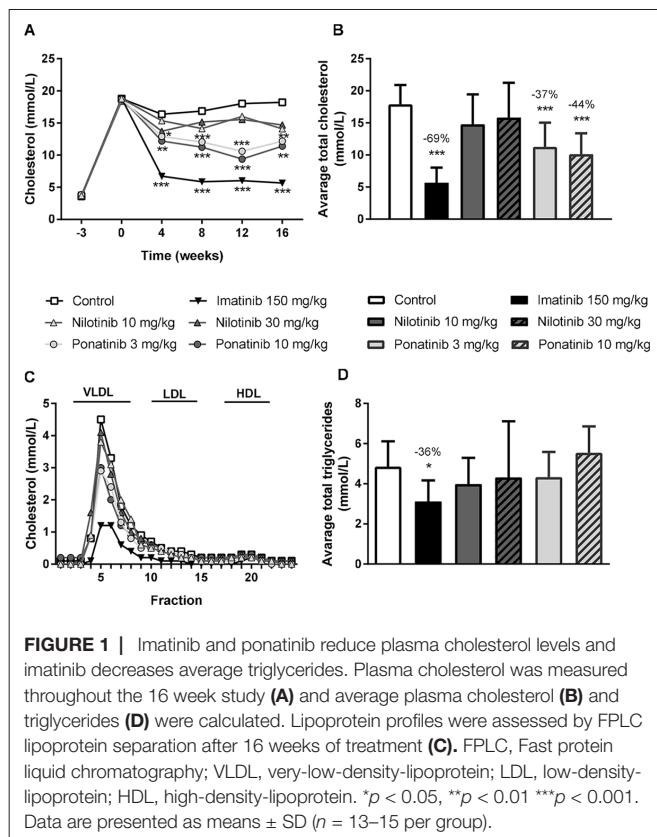 A
B
Cholesterol (mmol/L)
25
20
15
10
5
0
-3
0
4
8
12
16
Time (weeks)
*
**
***
***
***
***
**
**
***
***
***
***
Avarage total cholesterol
(mmol/L)
25
20
15
10
5
0
-69%
***
-37%
***
-44%
***
Control
Imatinib 150 mg/kg
Nilotinib 10 mg/kg
Nilotinib 30 mg/kg
Ponatinib 3 mg/kg
Ponatinib 10 mg/kg
Control
Imatinib 150 mg/kg
Nilotinib 10 mg/kg
Nilotinib 30 mg/kg
Ponatinib 3 mg/kg
Ponatinib 10 mg/kg
C
D
VLDL
LDL
HDL
Cholesterol (mmol/L)
5
4
3
2
1
0
5
10
15
20
Fraction
Average total triglycerides
(mmol/L)
8
6
4
2
0
-36%
*
FIGURE 1 | Imatinib and ponatinib reduce plasma cholesterol levels and
imatinib decreases average triglycerides. Plasma cholesterol was measured
throughout the 16 week study (A) and average plasma cholesterol (B) and
triglycerides (D) were calculated. Lipoprotein profiles were assessed by FPLC
lipoprotein separation after 16 weeks of treatment (C). FPLC, Fast protein
liquid chromatography; VLDL, very-low-density-lipoprotein; LDL, low-density-
lipoprotein; HDL, high-density-lipoprotein. *p < 0.05, **p < 0.01 ***p < 0.001.
Data are presented as means ± SD (n = 13–15 per group).